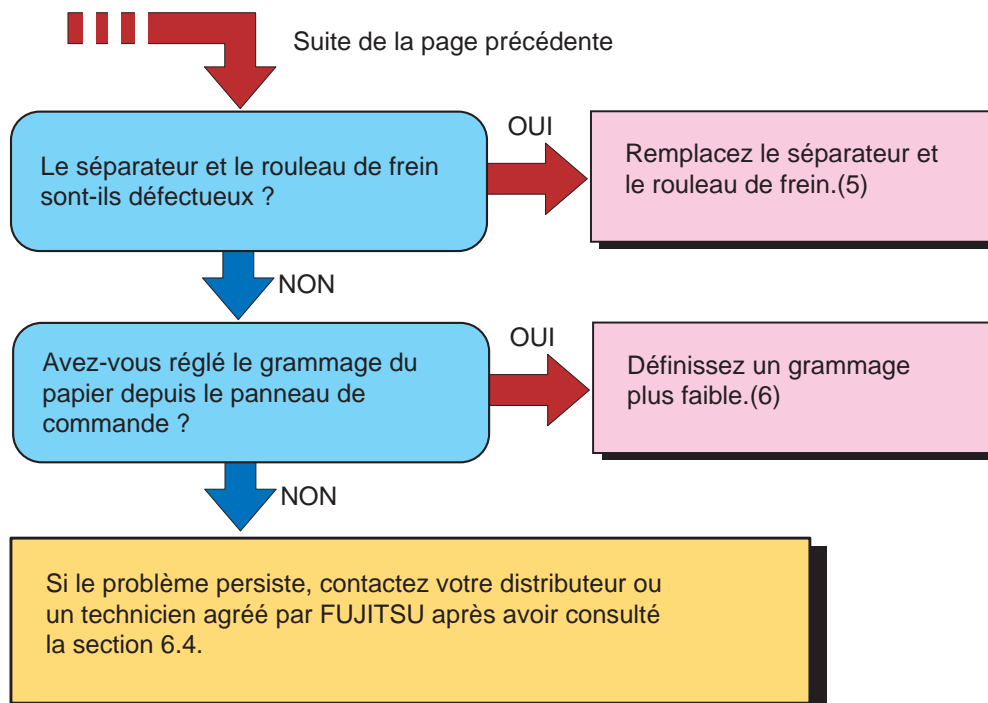 Suite de la page précédente
Le séparateur et le rouleau de frein
sont-ils défectueux ?
OUI
Remplacez le séparateur et
le rouleau de frein.(5)
NON
Avez-vous réglé le grammage du
papier depuis le panneau de
commande ?
OUI
Définissez un grammage
plus faible.(6)
NON
Si le problème persiste, contactez votre distributeur ou
un technicien agréé par FUJITSU après avoir consulté
la section 6.4.